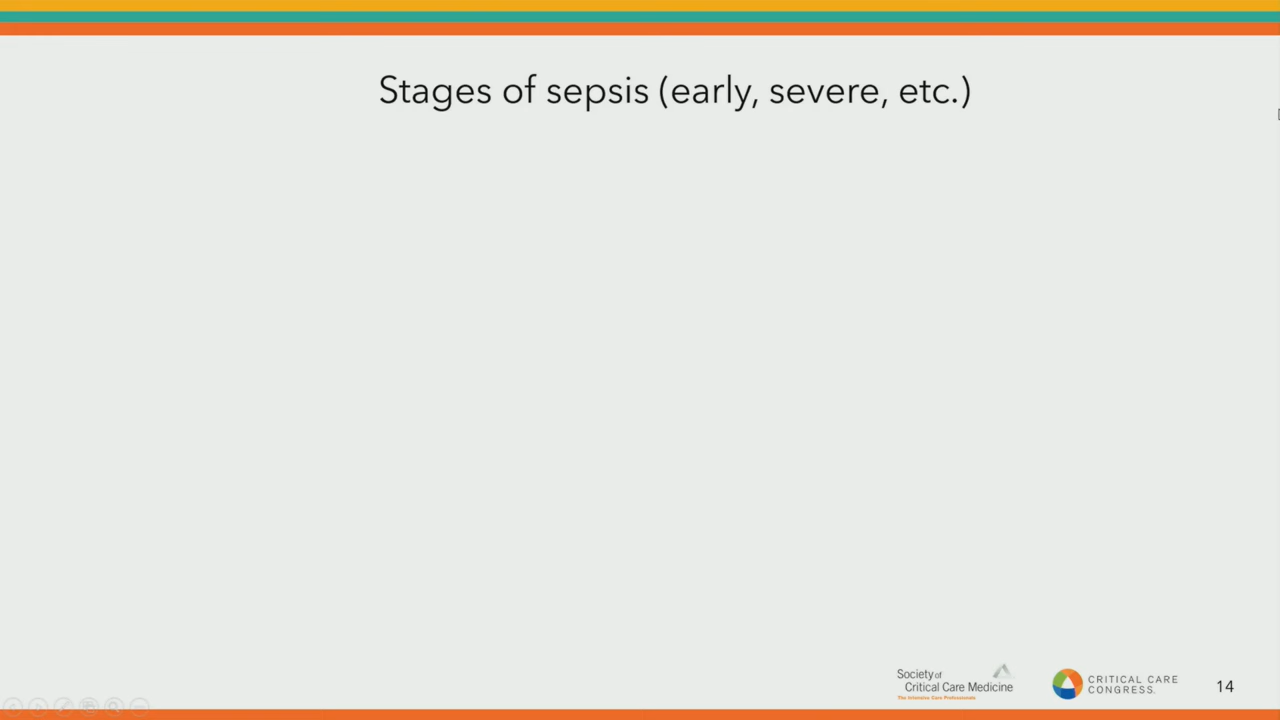 Stages of sepsis (early, severe, etc.)
Society of
Critical Care Medicine
The Intensive Care Professionals
CRITICAL CARE
CONGRESS.
14